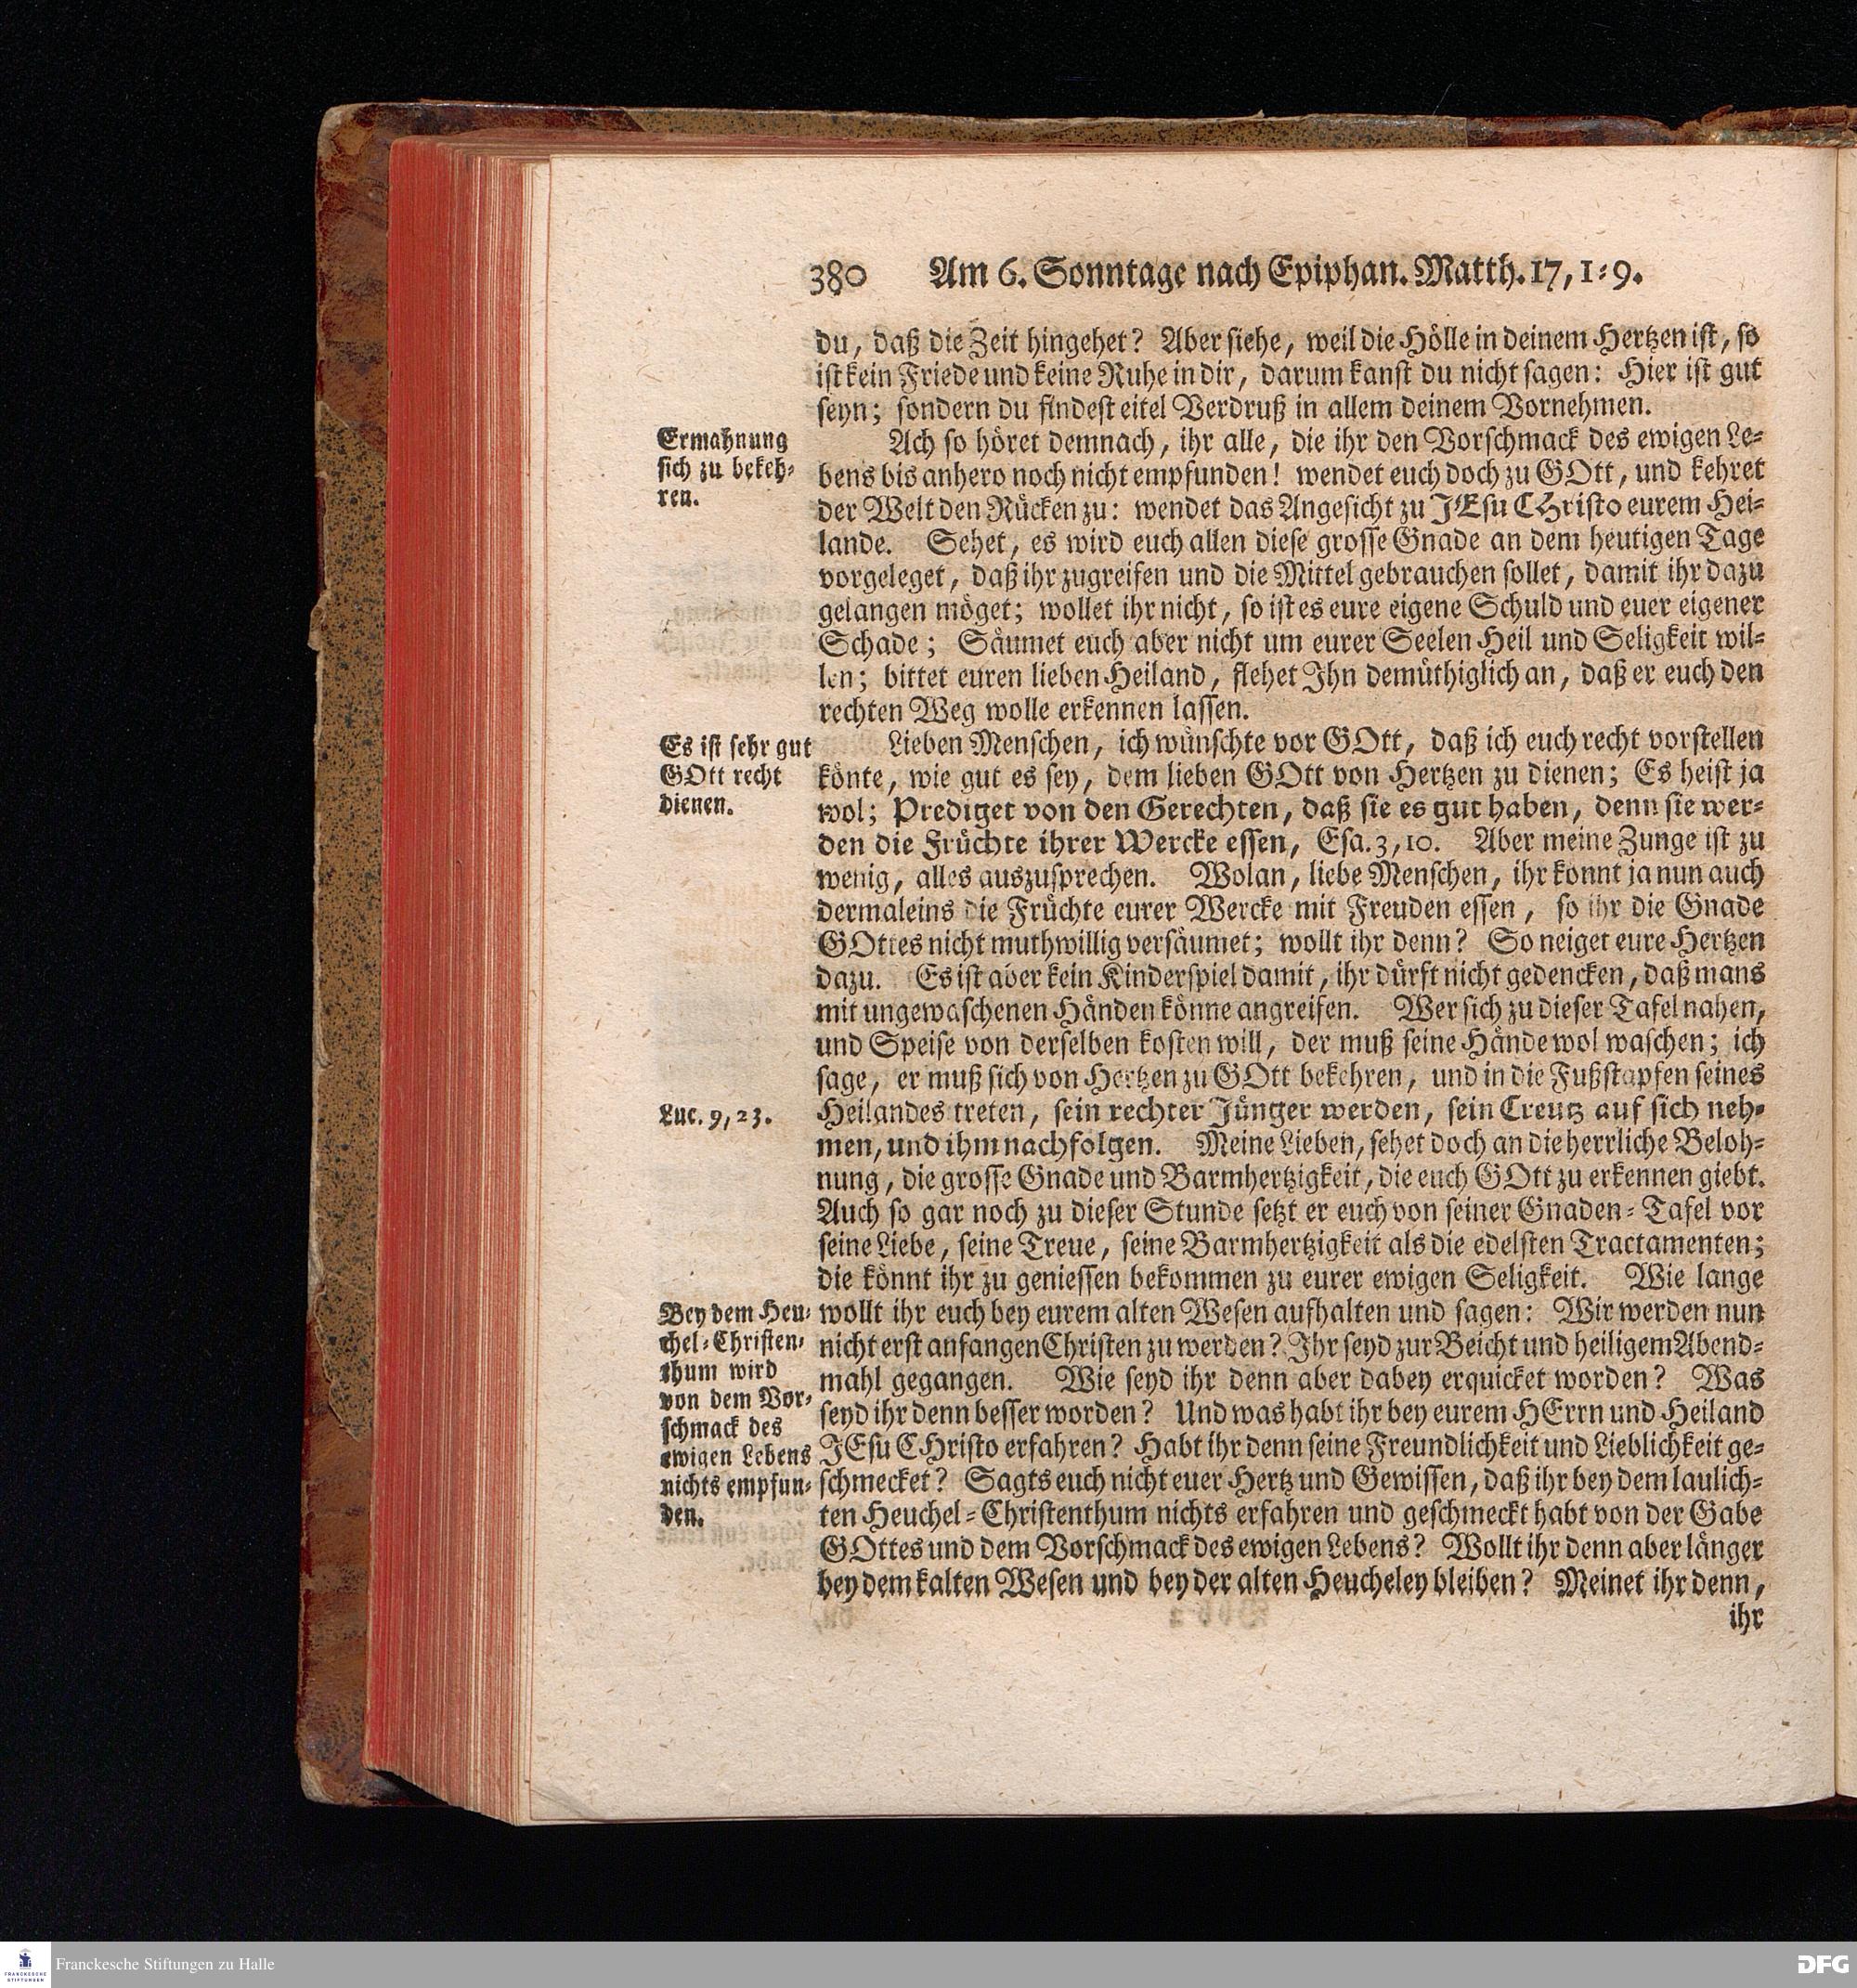 380 Am 6. Sonntage nach Epiphan. Matth. 17, 1-9.
du, daß die Zeit hingehet? Aber siehe, weil die Hölle in deinem Hertzen ist, so
ist kein Friede und keine Ruhe in dir, darum kanst du nicht sagen: Hier ist gut
seyn; sondern du findest eitel Verdruß in allem deinem Vornehmen.
Ermahnung
sich zu bekeh-
ren.
Ach so höret demnach, ihr alle, die ihr den Vorschmack des ewigen Le-
bens bis anhero noch nicht empfunden! wendet euch doch zu GOtt, und kehret
der Welt den Rücken zu: wendet das Angesicht zu JEsu CHristo eurem Hei-
lande. Sehet, es wird euch allen diese grosse Gnade an dem heutigen Tage
vorgeleget, daß ihr zugreifen und die Mittel gebrauchen sollet, damit ihr dazu
gelangen möget; wollet ihr nicht, so ist es eure eigene Schuld und euer eigener
Schade; Säumet euch aber nicht um eurer Seelen Heil und Seligkeit wil-
len; bittet euren lieben Heiland, flehet Ihn demüthiglich an, daß er euch den
rechten Weg wolle erkennen lassen.
Es ist sehr gut
GOtt recht
dienen.
Lieben Menschen, ich wünschte vor GOtt, daß ich euch recht vorstellen
könte, wie gut es sey, dem lieben GOtt von Hertzen zu dienen; Es heist ja
wol; Prediget von den Gerechten, daß sie es gut haben, denn sie wer-
den die Früchte ihrer Wercke essen, Esa. 3, 10. Aber meine Zunge ist zu
wenig, alles auszusprechen. Wolan, liebe Menschen, ihr konnt ja nun auch
dermaleins die Früchte eurer Wercke mit Freuden essen, so ihr die Gnade
GOttes nicht muthwillig versäumet; wollt ihr denn? So neiget eure Hertzen
dazu. Es ist aber kein Kinderspiel damit, ihr dürft nicht gedencken, daß mans
mit ungewaschenen Händen könne angreifen. Wer sich zu dieser Tafel nahen,
und Speise von derselben kosten will, der muß seine Hände wol waschen; ich
sage, er muß sich von Hertzen zu GOtt bekehren, und in die Fußstapfen seines
Luc. 9, 23.
Heilandes treten, sein rechter Jünger werden, sein Creutz auf sich neh-
men, und ihm nachfolgen. Meine Lieben, sehet doch an die herrliche Beloh-
nung, die grosse Gnade und Barmhertzigkeit, die euch GOtt zu erkennen giebt.
Auch so gar noch zu dieser Stunde setzt er euch von seiner Gnaden-Tafel vor
seine Liebe, seine Treue, seine Barmhertzigkeit als die edelsten Tractamenten;
die könnt ihr zu geniessen bekommen zu eurer ewigen Seligkeit. Wie lange
Bey dem Heu-
chel-Christen-
thum wird
von dem Vor-
schmack des
ewigen Lebens
nichts empfun-
den.
wollt ihr euch bey eurem alten Wesen aufhalten und sagen: Wir werden nun
nicht erst anfangen Christen zu werden? Ihr seyd zur Beicht und heiligem Abend-
mahl gegangen. Wie seyd ihr denn aber dabey erquicket worden? Was
seyd ihr denn besser worden? Und was habt ihr bey eurem HErrn und Heiland
JEsu CHristo erfahren? Habt ihr denn seine Freundlichkeit und Lieblichkeit ge-
schmecket? Sagts euch nicht euer Hertz und Gewissen, daß ihr bey dem laulich-
ten Heuchel-Christenthum nichts erfahren und geschmeckt habt von der Gabe
GOttes und dem Vorschmack des ewigen Lebens? Wollt ihr denn aber länger
bey dem kalten Wesen und bey der alten Heucheley bleiben? Meinet ihr denn,
ihr
FRANCKESCHE
STIFTUNGEN
Franckesche Stiftungen zu Halle
DFG